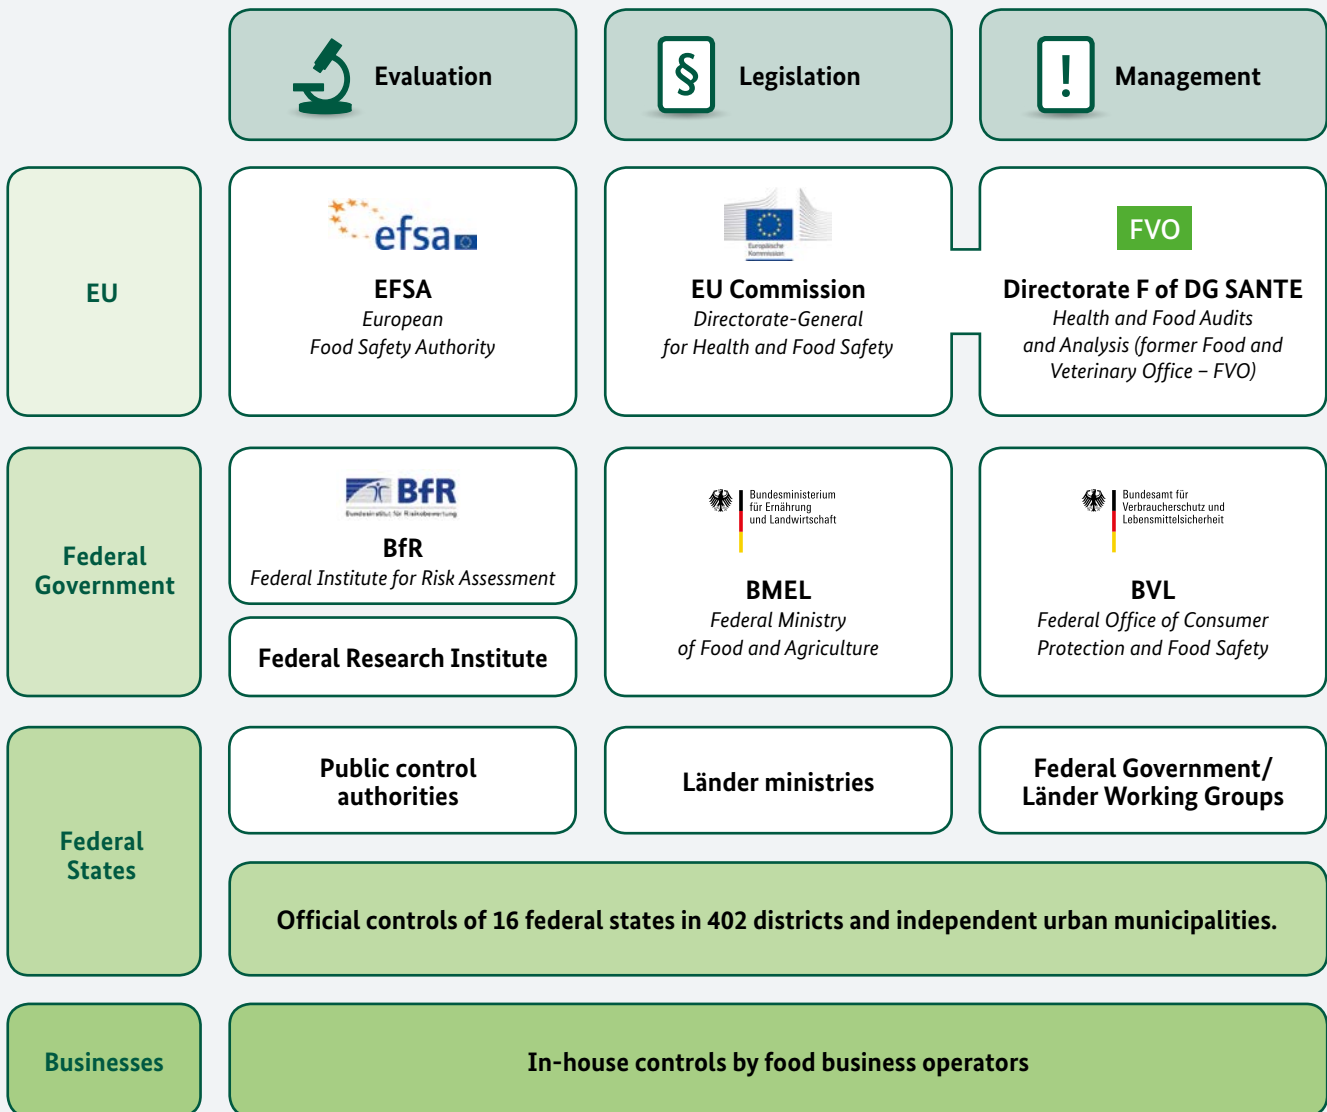 Evaluation
§
Legislation
!
Management
EU
efsa
EFSA
European
Food Safety Authority
Europäische
Kommission
EU Commission
Directorate-General
for Health and Food Safety
FVO
Directorate F of DG SANTE
Health and Food Audits
and Analysis (former Food and
Veterinary Office – FVO)
Federal
Government
BfR
Bundesinstitut für Risikobewertung
BfR
Federal Institute for Risk Assessment
Federal Research Institute
Bundesministerium
für Ernährung
und Landwirtschaft
BMEL
Federal Ministry
of Food and Agriculture
Bundesamt für
Verbraucherschutz und
Lebensmittelsicherheit
BVL
Federal Office of Consumer
Protection and Food Safety
Federal
States
Public control
authorities
Länder ministries
Federal Government/
Länder Working Groups
Official controls of 16 federal states in 402 districts and independent urban municipalities.
Businesses
In-house controls by food business operators